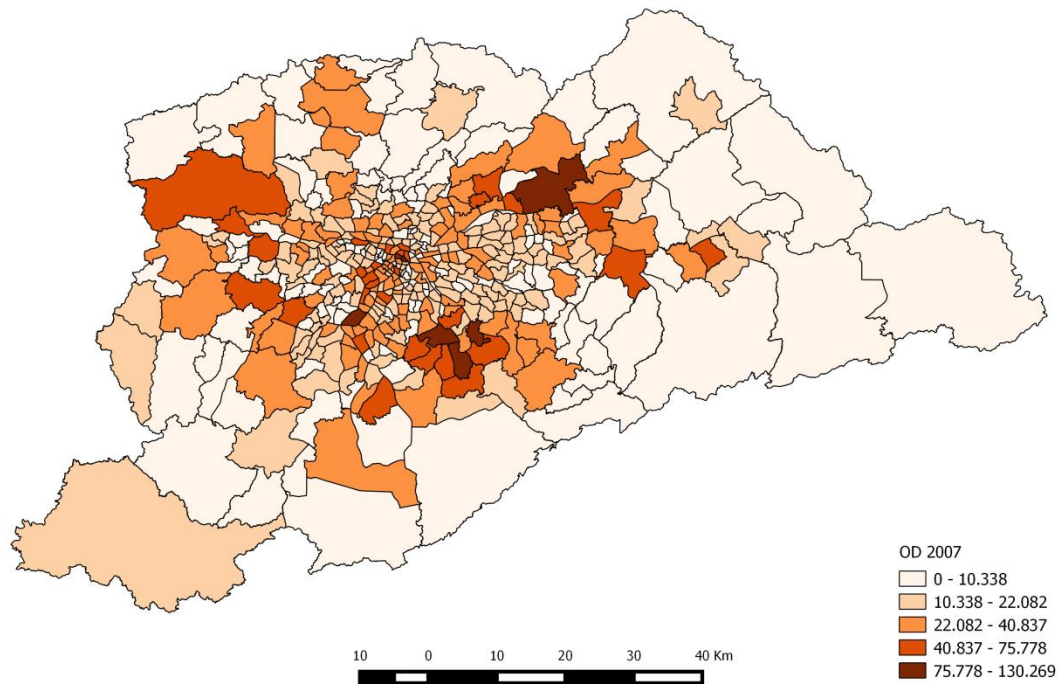 OD 2007
0 - 10.338
10.338 - 22.082
22.082 - 40.837
40.837 - 75.778
75.778 - 130.269
10 0 10 20 30 40 Km